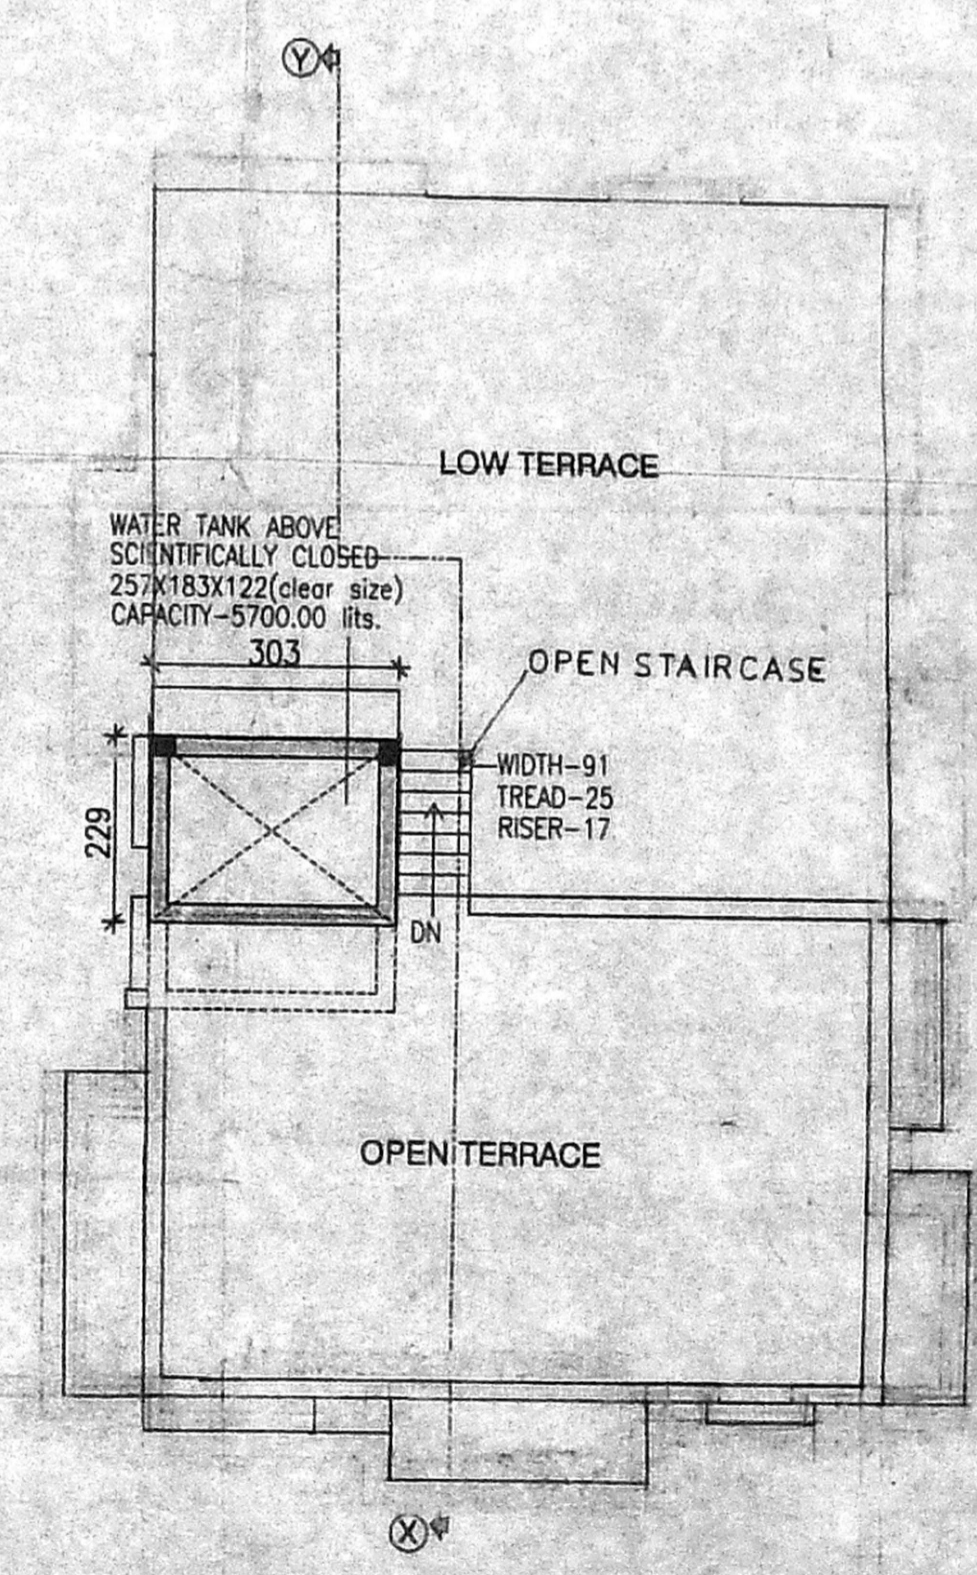 Y
LOW TERRACE
WATER TANK ABOVE
SCIENTIFICALLY CLOSED
257X183X122(clear size)
CAPACITY-5700.00 lits.
303
OPEN STAIRCASE
WIDTH-91
TREAD-25
RISER-17
229
DN
OPEN TERRACE
X